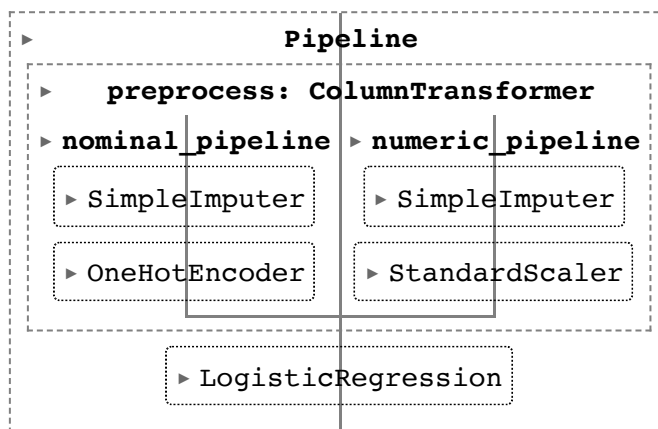 Pipeline
preprocess: ColumnTransformer
nominal_pipeline numeric_pipeline
SimpleImputer SimpleImputer
OneHotEncoder StandardScaler
LogisticRegression